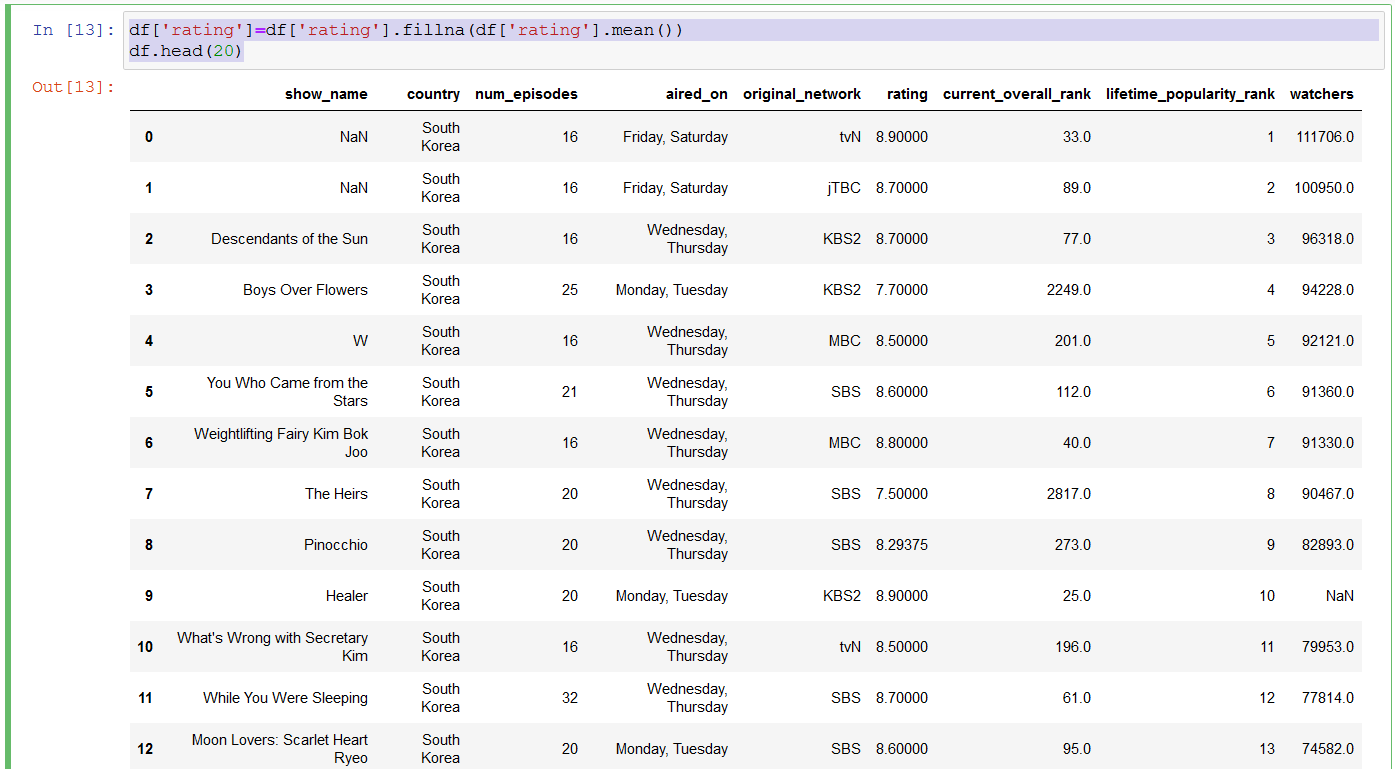 In [13]: df['rating']=df['rating'].fillna(df['rating'].mean())
df.head(20)
Out[13]:
show_name country num_episodes aired_on original_network rating current_overall_rank lifetime_popularity_rank watchers
0 NaN South Korea 16 Friday, Saturday tvN 8.90000 33.0 1 111706.0
1 NaN South Korea 16 Friday, Saturday jTBC 8.70000 89.0 2 100950.0
2 Descendants of the Sun South Korea 16 Wednesday, Thursday KBS2 8.70000 77.0 3 96318.0
3 Boys Over Flowers South Korea 25 Monday, Tuesday KBS2 7.70000 2249.0 4 94228.0
4 W South Korea 16 Wednesday, Thursday MBC 8.50000 201.0 5 92121.0
5 You Who Came from the Stars South Korea 21 Wednesday, Thursday SBS 8.60000 112.0 6 91360.0
6 Weightlifting Fairy Kim Bok Joo South Korea 16 Wednesday, Thursday MBC 8.80000 40.0 7 91330.0
7 The Heirs South Korea 20 Wednesday, Thursday SBS 7.50000 2817.0 8 90467.0
8 Pinocchio South Korea 20 Wednesday, Thursday SBS 8.29375 273.0 9 82893.0
9 Healer South Korea 20 Monday, Tuesday KBS2 8.90000 25.0 10 NaN
10 What's Wrong with Secretary Kim South Korea 16 Wednesday, Thursday tvN 8.50000 196.0 11 79953.0
11 While You Were Sleeping South Korea 32 Wednesday, Thursday SBS 8.70000 61.0 12 77814.0
12 Moon Lovers: Scarlet Heart Ryeo South Korea 20 Monday, Tuesday SBS 8.60000 95.0 13 74582.0